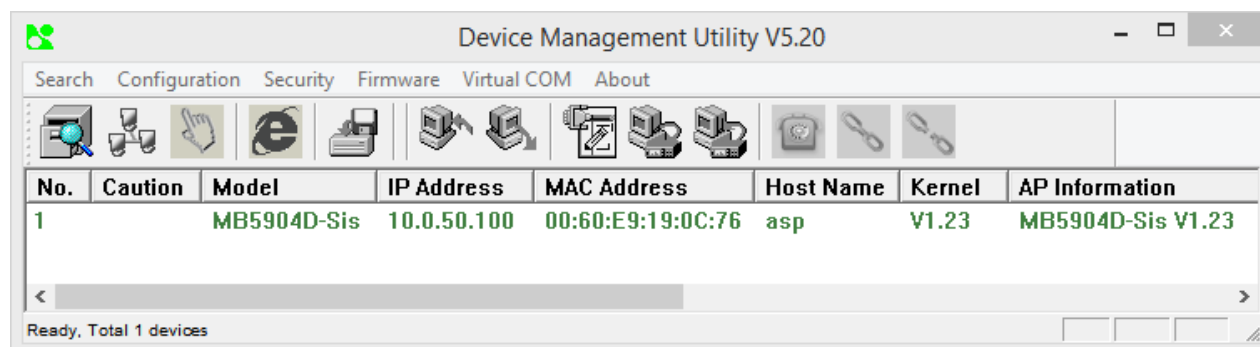 Device Management Utility V5.20
Search Configuration Security Firmware Virtual COM About
No. Caution Model IP Address MAC Address Host Name Kernel AP Information
1 MB5904D-Sis 10.0.50.100 00:60:E9:19:0C:76 asp V1.23 MB5904D-Sis V1.23
Ready, Total 1 devices